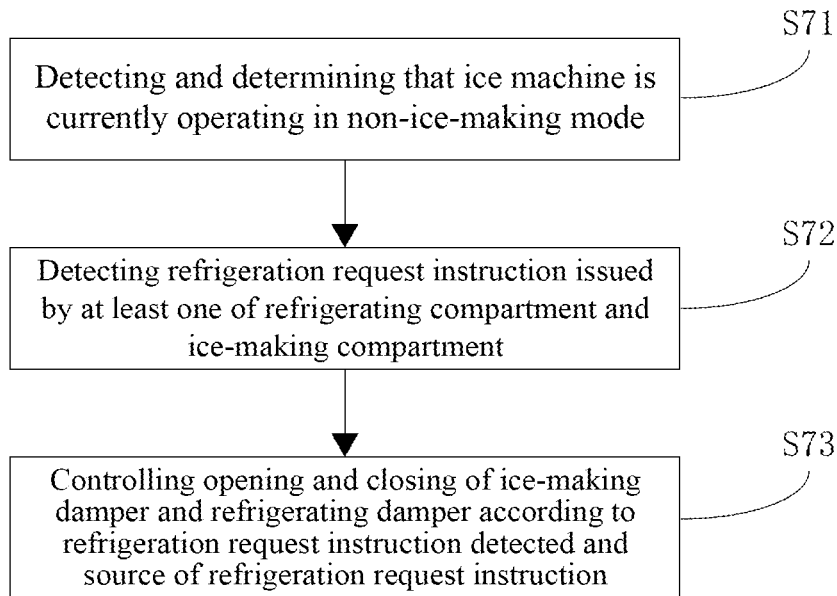 S71
Detecting and determining that ice machine is
currently operating in non-ice-making mode
S72
Detecting refrigeration request instruction issued
by at least one of refrigerating compartment and
ice-making compartment
S73
Controlling opening and closing of ice-making
damper and refrigerating damper according to
refrigeration request instruction detected and
source of refrigeration request instruction